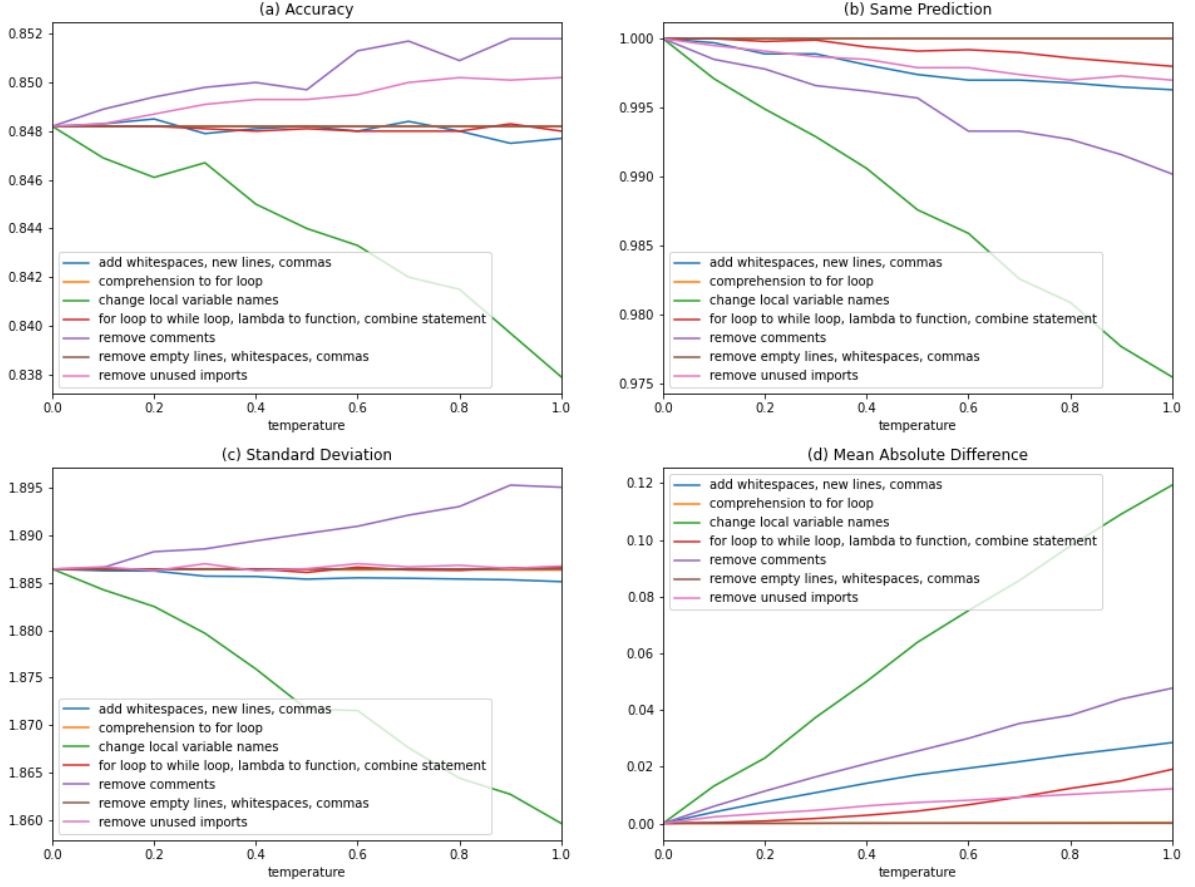 (a) Accuracy
0.852
0.850
0.848
0.846
0.844
0.842
0.840
0.838
add whitespaces, new lines, commas
comprehension to for loop
change local variable names
for loop to while loop, lambda to function, combine statement
remove comments
remove empty lines, whitespaces, commas
remove unused imports
0.0 0.2 0.4 0.6 0.8 1.0
temperature
(b) Same Prediction
1.000
0.995
0.990
0.985
0.980
0.975
add whitespaces, new lines, commas
comprehension to for loop
change local variable names
for loop to while loop, lambda to function, combine statement
remove comments
remove empty lines, whitespaces, commas
remove unused imports
0.0 0.2 0.4 0.6 0.8 1.0
temperature
(c) Standard Deviation
1.895
1.890
1.885
1.880
1.875
1.870
1.865
1.860
add whitespaces, new lines, commas
comprehension to for loop
change local variable names
for loop to while loop, lambda to function, combine statement
remove comments
remove empty lines, whitespaces, commas
remove unused imports
0.0 0.2 0.4 0.6 0.8 1.0
temperature
(d) Mean Absolute Difference
0.12
0.10
0.08
0.06
0.04
0.02
0.00
add whitespaces, new lines, commas
comprehension to for loop
change local variable names
for loop to while loop, lambda to function, combine statement
remove comments
remove empty lines, whitespaces, commas
remove unused imports
0.0 0.2 0.4 0.6 0.8 1.0
temperature